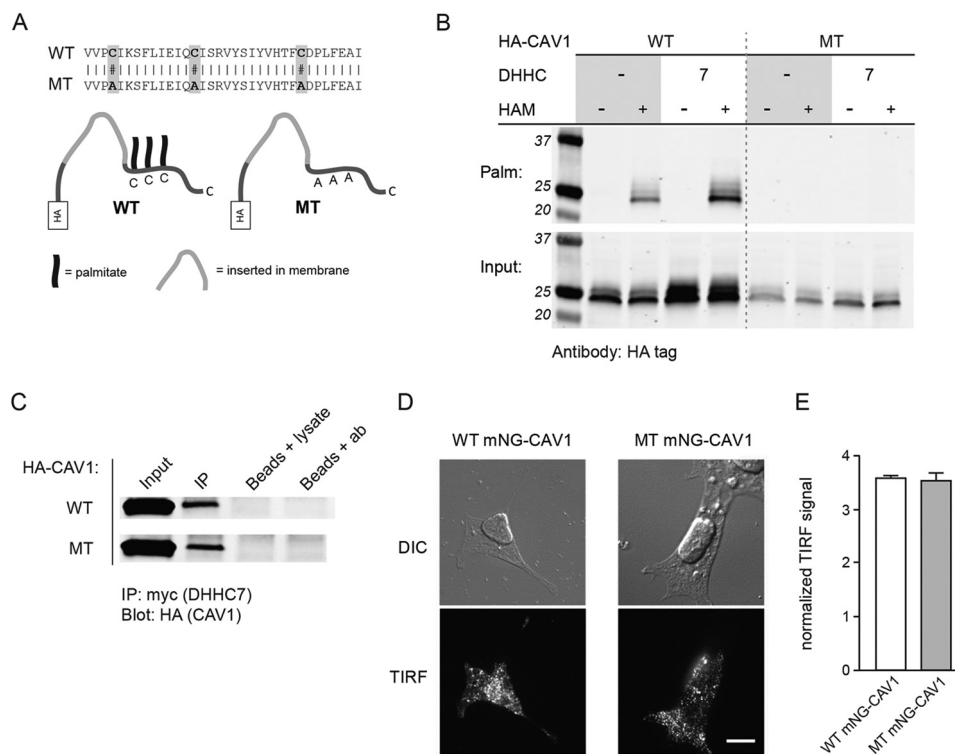 A
WT VVPCIKSFLIEIQCISRVYSIYVHTFCDPLFEAI
|||#|||||||||#|||||||||||||#|||||||
MT VVPAIKSFLIEIQAISRVYSIYVHTFADPLFEAI
HA
C C C
C
WT
HA
A A A
C
MT
= palmitate
= inserted in membrane
B
HA-CAV1 WT MT
DHHC - 7 - 7
HAM - + - + - + - +
Palm:
37
25
20
Input:
37
25
20
Antibody: HA tag
C
HA-CAV1: Input IP Beads + lysate Beads + ab
WT
MT
IP: myc (DHHC7)
Blot: HA (CAV1)
D
WT mNG-CAV1 MT mNG-CAV1
DIC
TIRF
E
normalized TIRF signal
4
3
2
1
0
WT mNG-CAV1
MT mNG-CAV1